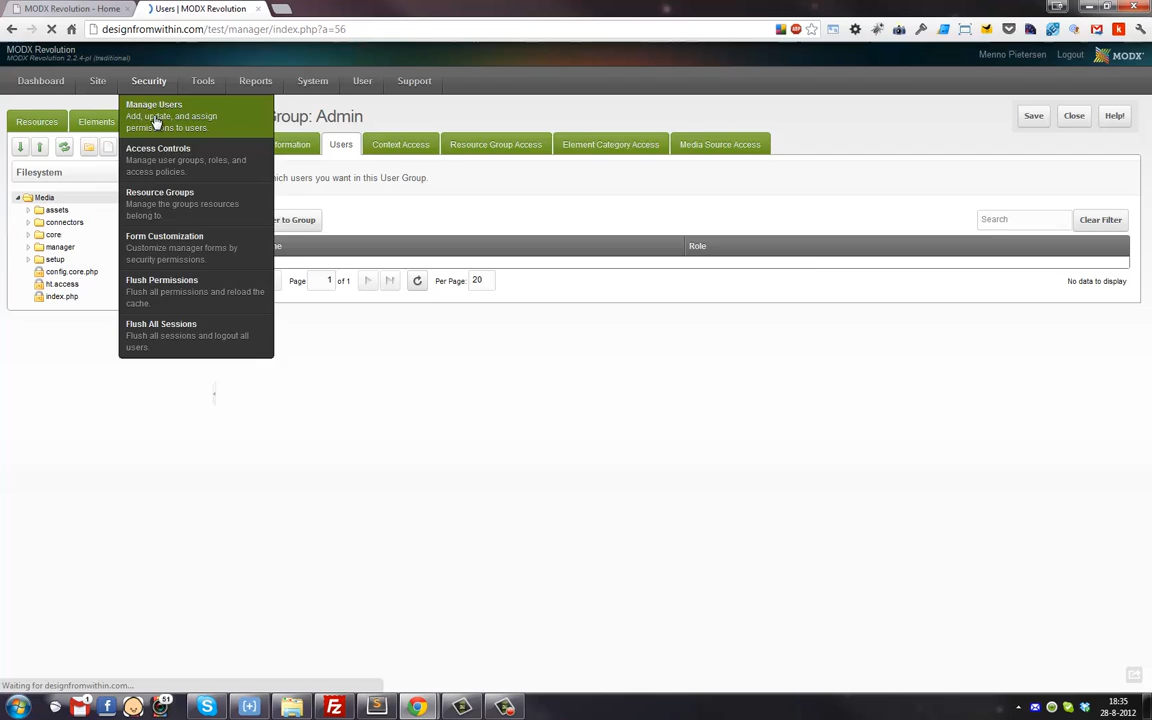 MODX Revolution - Home
Users | MODX Revolution
designfromwithin.com/test/manager/index.php?a=56
MODX Revolution
MODX Revolution 2.2.4-pl (traditional)
Menno Pietersen
Logout
MODX
Dashboard
Site
Security
Tools
Reports
System
User
Support
Manage Users
Add, update, and assign
permissions to users.
Access Controls
Manage user groups, roles, and
access policies.
Resource Groups
Manage the groups resources
belong to.
Form Customization
Customize manager forms by
security permissions.
Flush Permissions
Flush all permissions and reload the
cache.
Flush All Sessions
Flush all sessions and logout all
users.
Resources
Elements
Filesystem
Media
assets
connectors
core
manager
setup
config.core.php
ht.access
index.php
Group: Admin
Save
Close
Help!
Users
Context Access
Resource Group Access
Element Category Access
Media Source Access
which users you want in this User Group.
to Group
Search
Clear Filter
Role
Page
1
of 1
Per Page:
20
No data to display
Waiting for designfromwithin.com...
1
51
18:35
28-8-2012